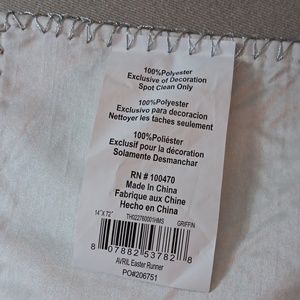 100%Polyester
Exclusive of Decoration
Spot Clean Only
100%Polyester
Exclusivo para decoracion
Nettoyer les taches seulement
100%Poliéster
Exclusif pour la décoration
Solamente Desmanchar
RN # 100470
Made In China
Fabrique aux Chine
Hecho en China
14"X 72" TH022760001HMS GRIFFIN
8 07882 53782 8
AVRIL Easter Runner
PO#206751